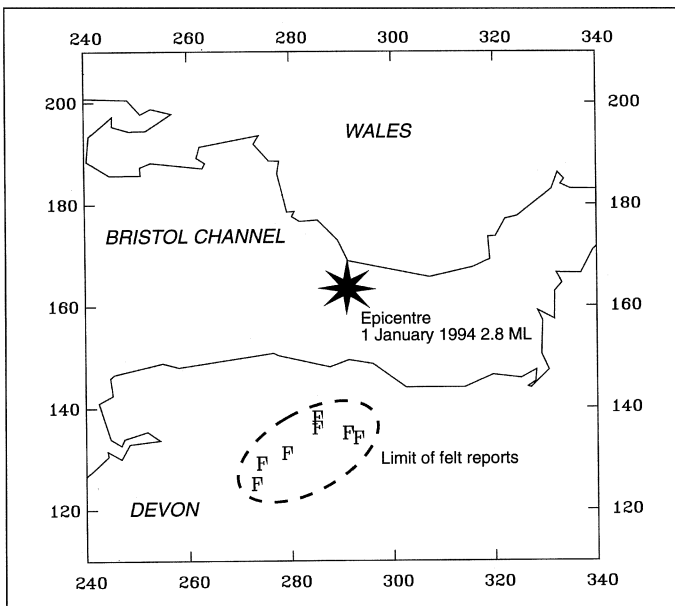 240 260 280 300 320 340
200 200
WALES
180 180
BRISTOL CHANNEL
160 160
Epicentre
1 January 1994 2.8 ML
140 140
F
F
F F
F
F
F
Limit of felt reports
120 120
DEVON
240 260 280 300 320 340